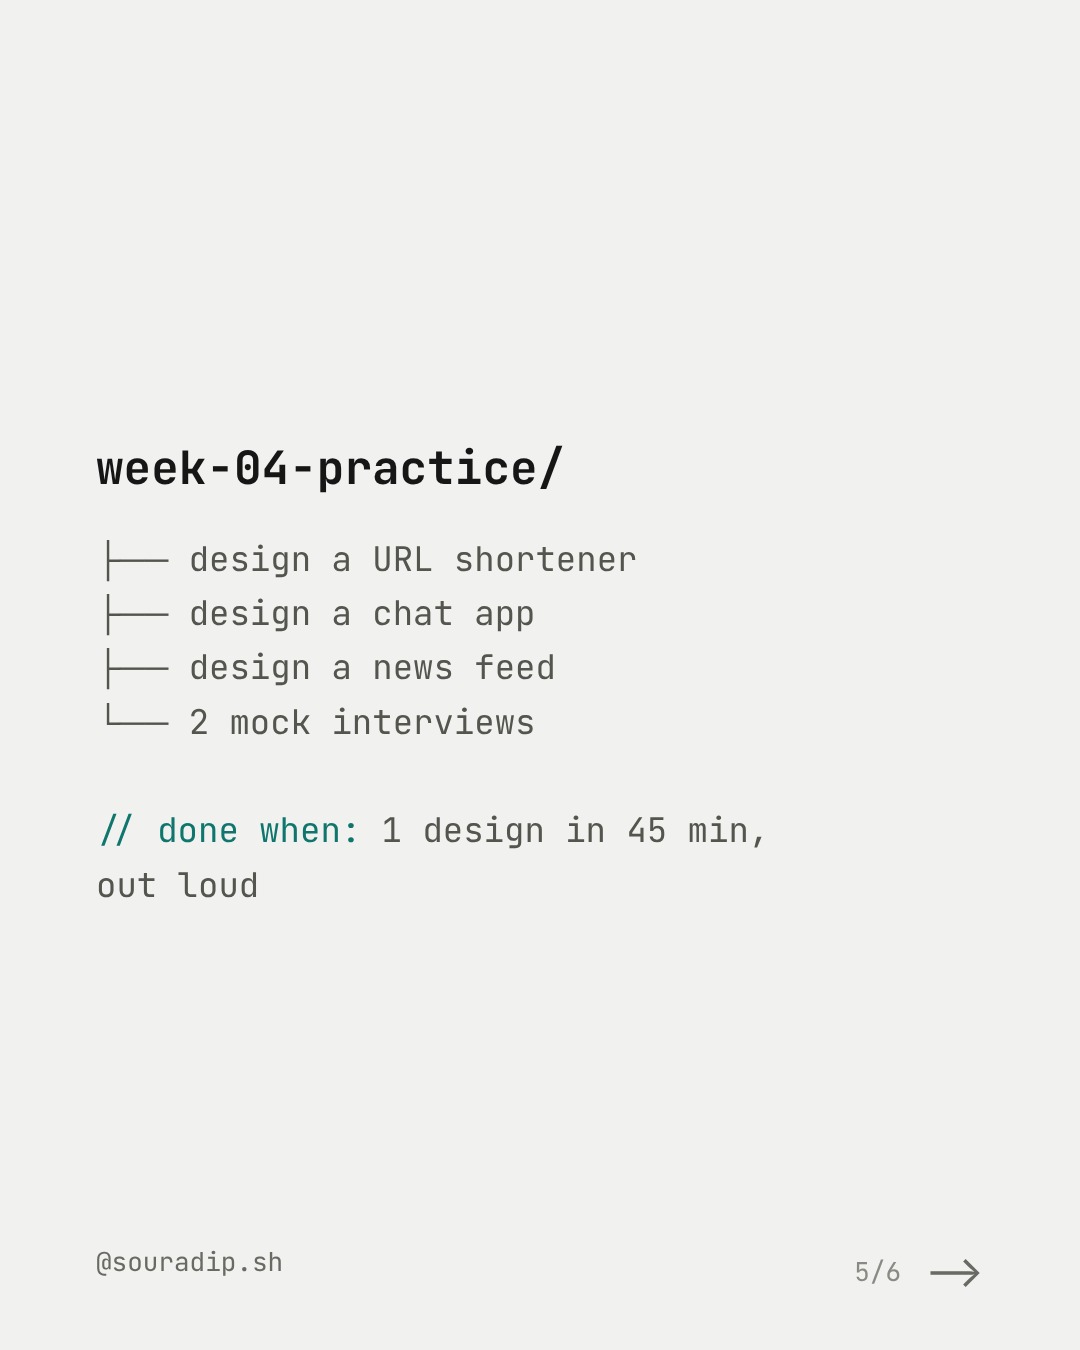 week-04-practice/
├── design a URL shortener
├── design a chat app
├── design a news feed
└── 2 mock interviews
// done when: 1 design in 45 min,
out loud
@souradip.sh
5/6 →